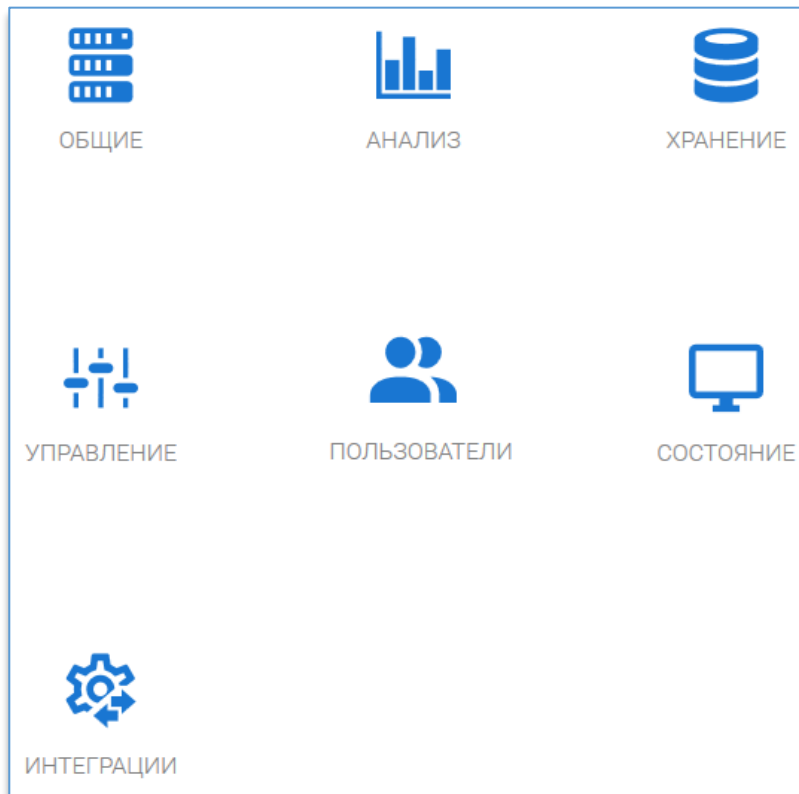 ОБЩИЕ
АНАЛИЗ
ХРАНЕНИЕ
УПРАВЛЕНИЕ
ПОЛЬЗОВАТЕЛИ
СОСТОЯНИЕ
ИНТЕГРАЦИИ